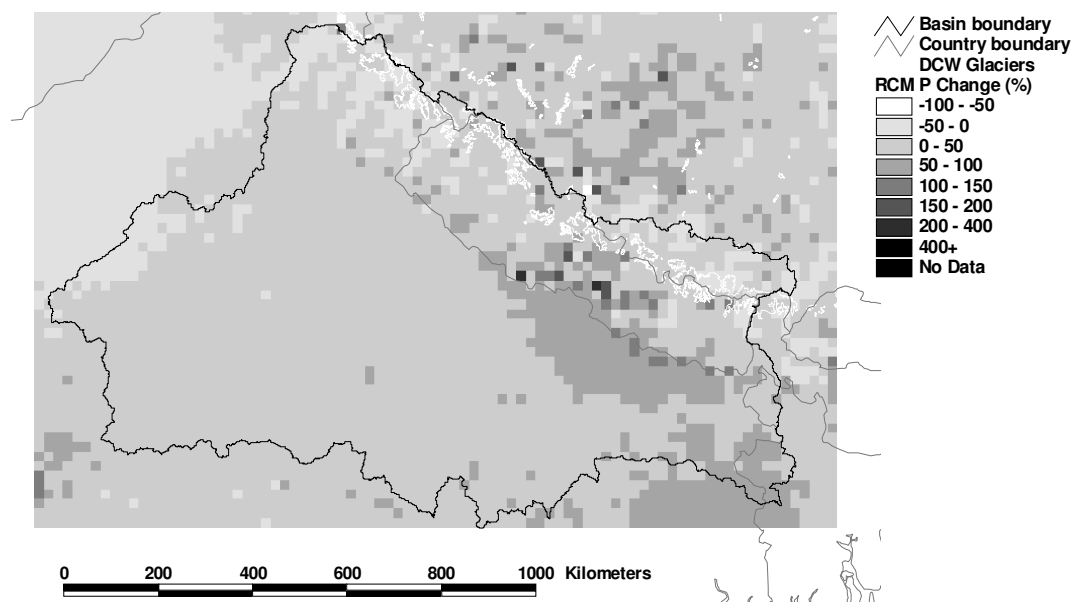 Basin boundary
Country boundary
DCW Glaciers
RCM P Change (%)
-100 - -50
-50 - 0
0 - 50
50 - 100
100 - 150
150 - 200
200 - 400
400+
No Data
0 200 400 600 800 1000 Kilometers